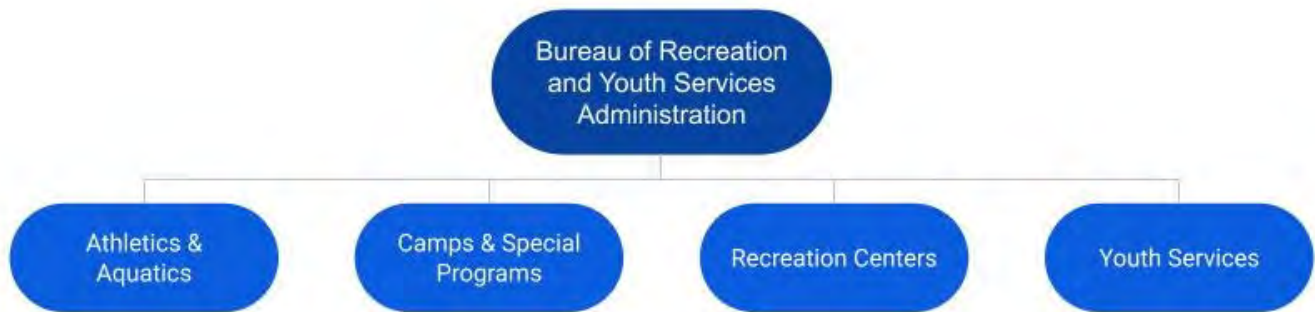 Bureau of Recreation
and Youth Services
Administration
Athletics &
Aquatics
Camps & Special
Programs
Recreation Centers
Youth Services